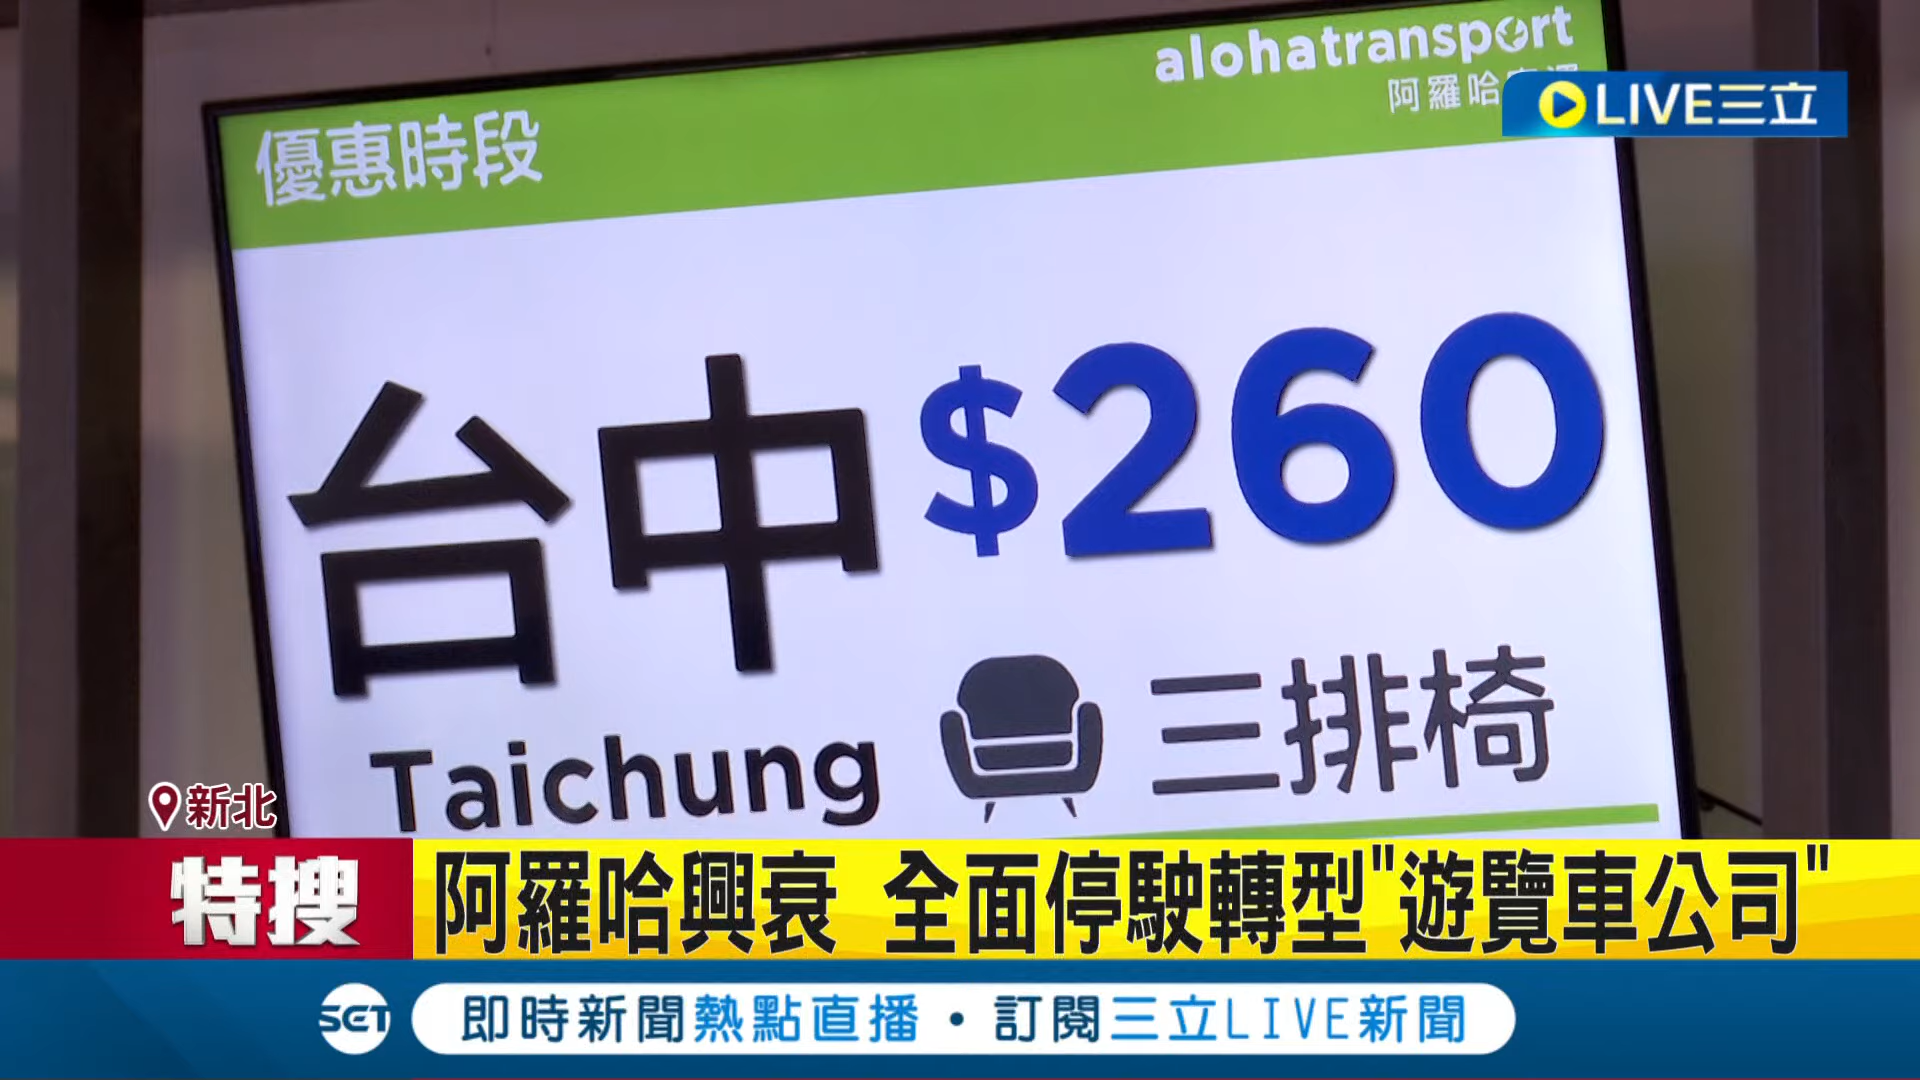 alohatransport
阿羅哈
LIVE三立
優惠時段
台中 $260
Taichung 三排椅
新北
特搜 阿羅哈興衰 全面停駛轉型"遊覽車公司"
SET 即時新聞熱點直播・訂閱三立LIVE新聞